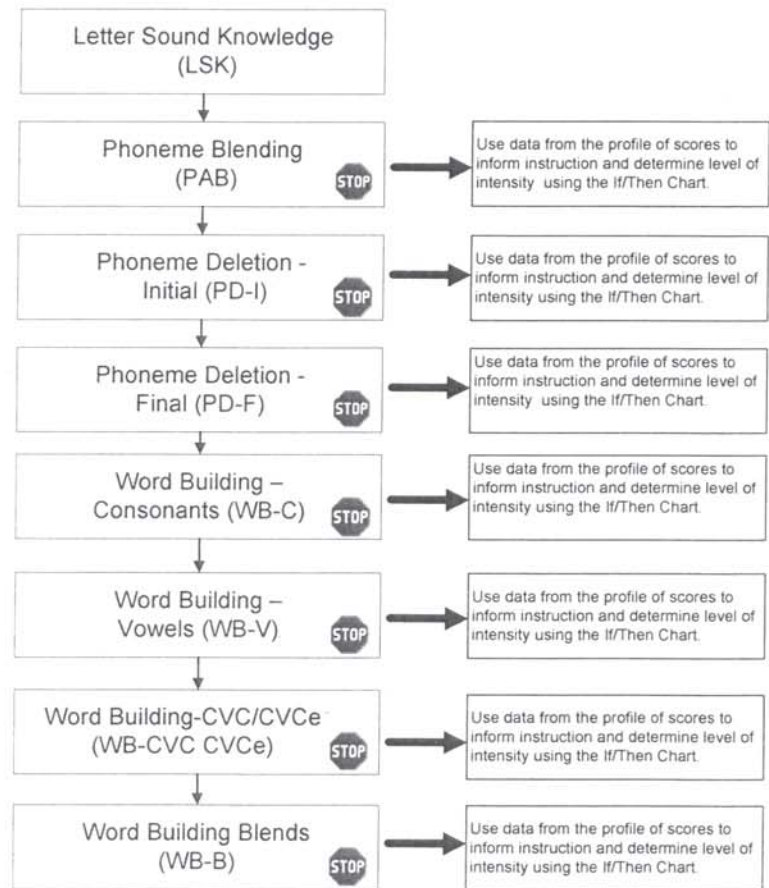 Letter Sound Knowledge
(LSK)
Phoneme Blending
(PAB)
STOP
Use data from the profile of scores to
inform instruction and determine level of
intensity using the If/Then Chart.
Phoneme Deletion -
Initial (PD-I)
STOP
Use data from the profile of scores to
inform instruction and determine level of
intensity using the If/Then Chart.
Phoneme Deletion -
Final (PD-F)
STOP
Use data from the profile of scores to
inform instruction and determine level of
intensity using the If/Then Chart.
Word Building –
Consonants (WB-C)
STOP
Use data from the profile of scores to
inform instruction and determine level of
intensity using the If/Then Chart.
Word Building –
Vowels (WB-V)
STOP
Use data from the profile of scores to
inform instruction and determine level of
intensity using the If/Then Chart.
Word Building-CVC/CVCe
(WB-CVC CVCe)
STOP
Use data from the profile of scores to
inform instruction and determine level of
intensity using the If/Then Chart.
Word Building Blends
(WB-B)
STOP
Use data from the profile of scores to
inform instruction and determine level of
intensity using the If/Then Chart.